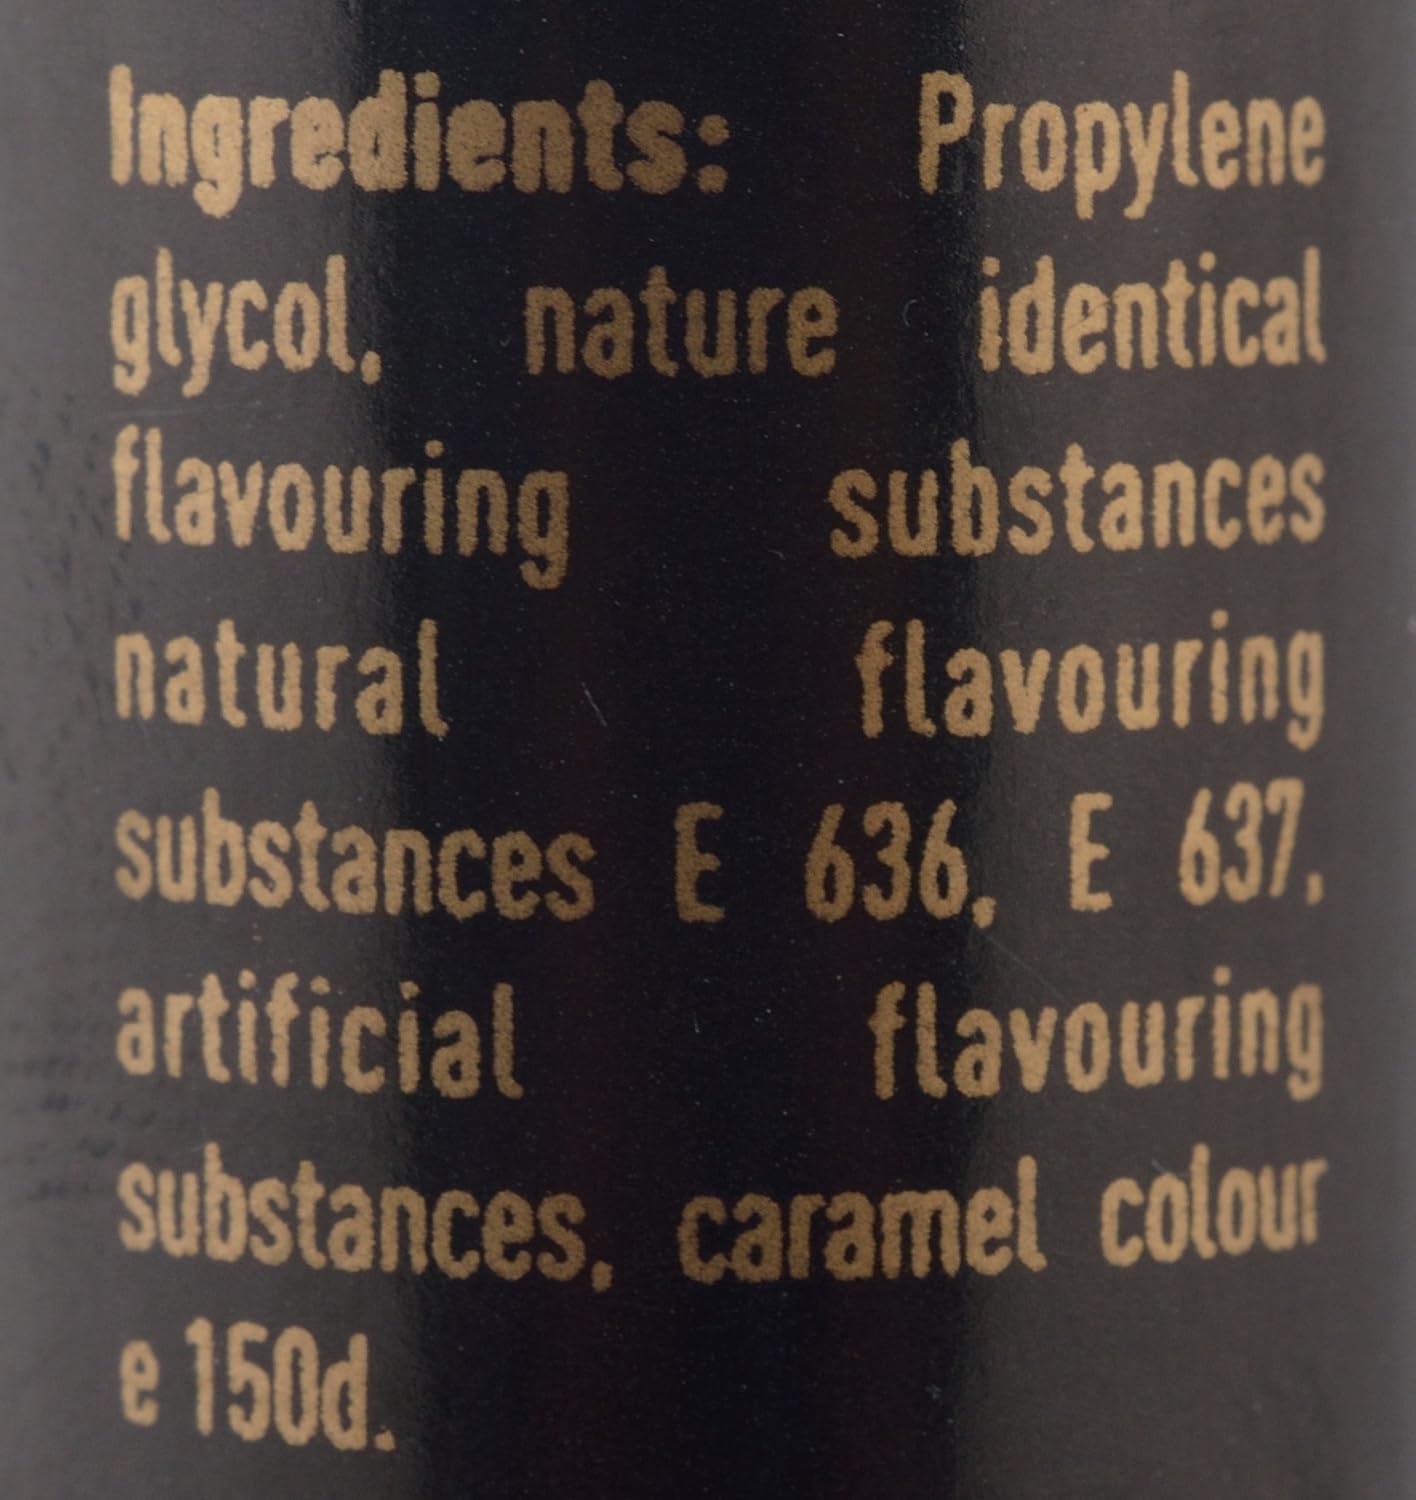 Ingredients: Propylene
glycol, nature identical
flavouring substances
natural flavouring
substances E 636, E 637,
artificial flavouring
substances, caramel colour
e 150d.